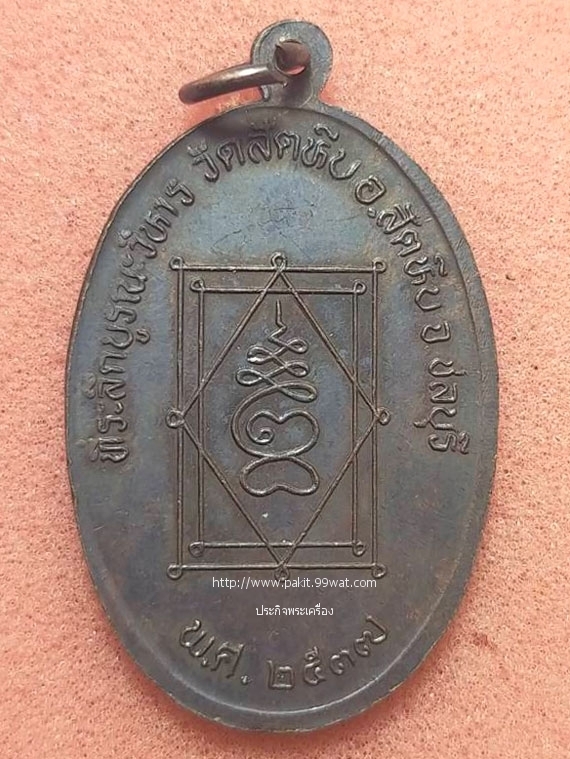 ที่ระลึกบูรณะวิหาร วัดสัตหีบ อ.สัตหีบ จ ชลบุรี
http://www.pakit.99wat.com
ประกิจพระเครื่อง
พ.ศ. ๒๕๓๗